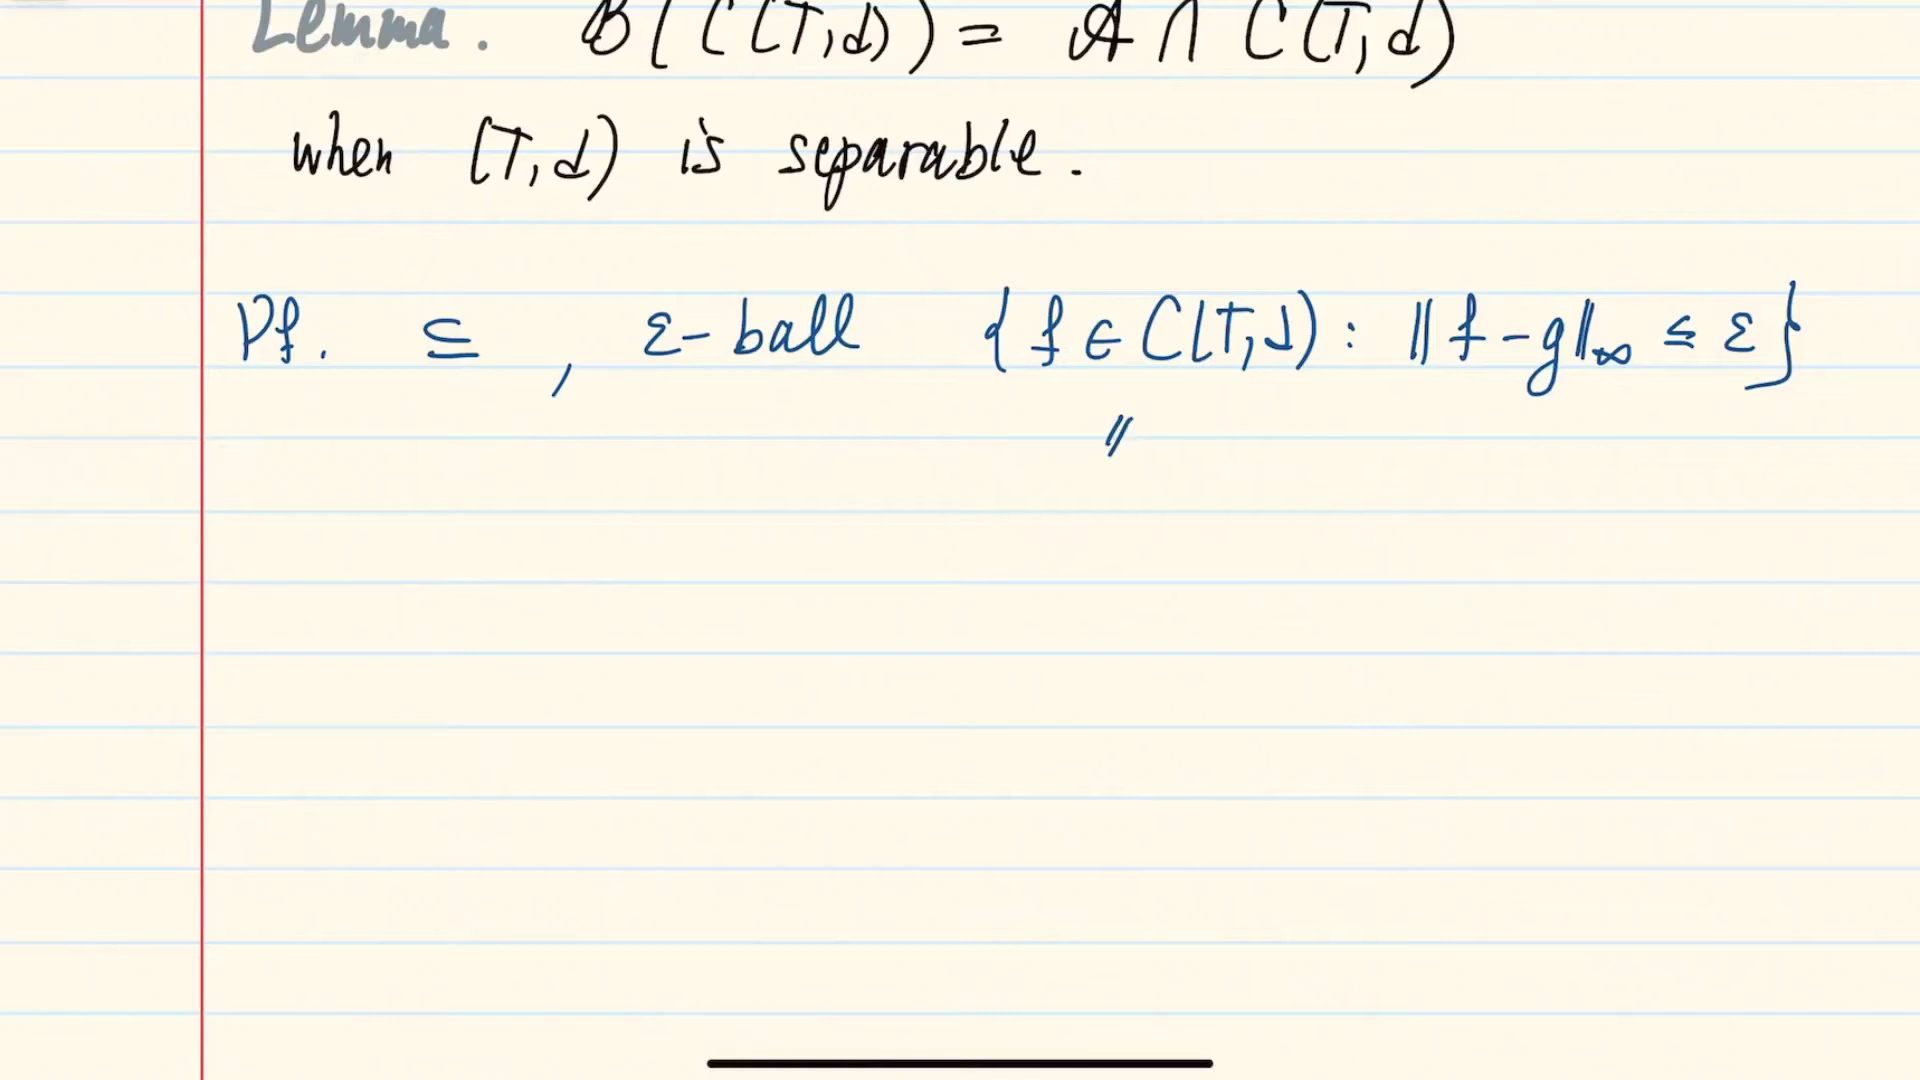 Lemma. B(C(T,d)) = A ∩ C(T,d)
when (T,d) is separable.
Pf. ⊆, ε-ball {f ∈ C(T,d): ||f-g||∞ ≤ ε}
||